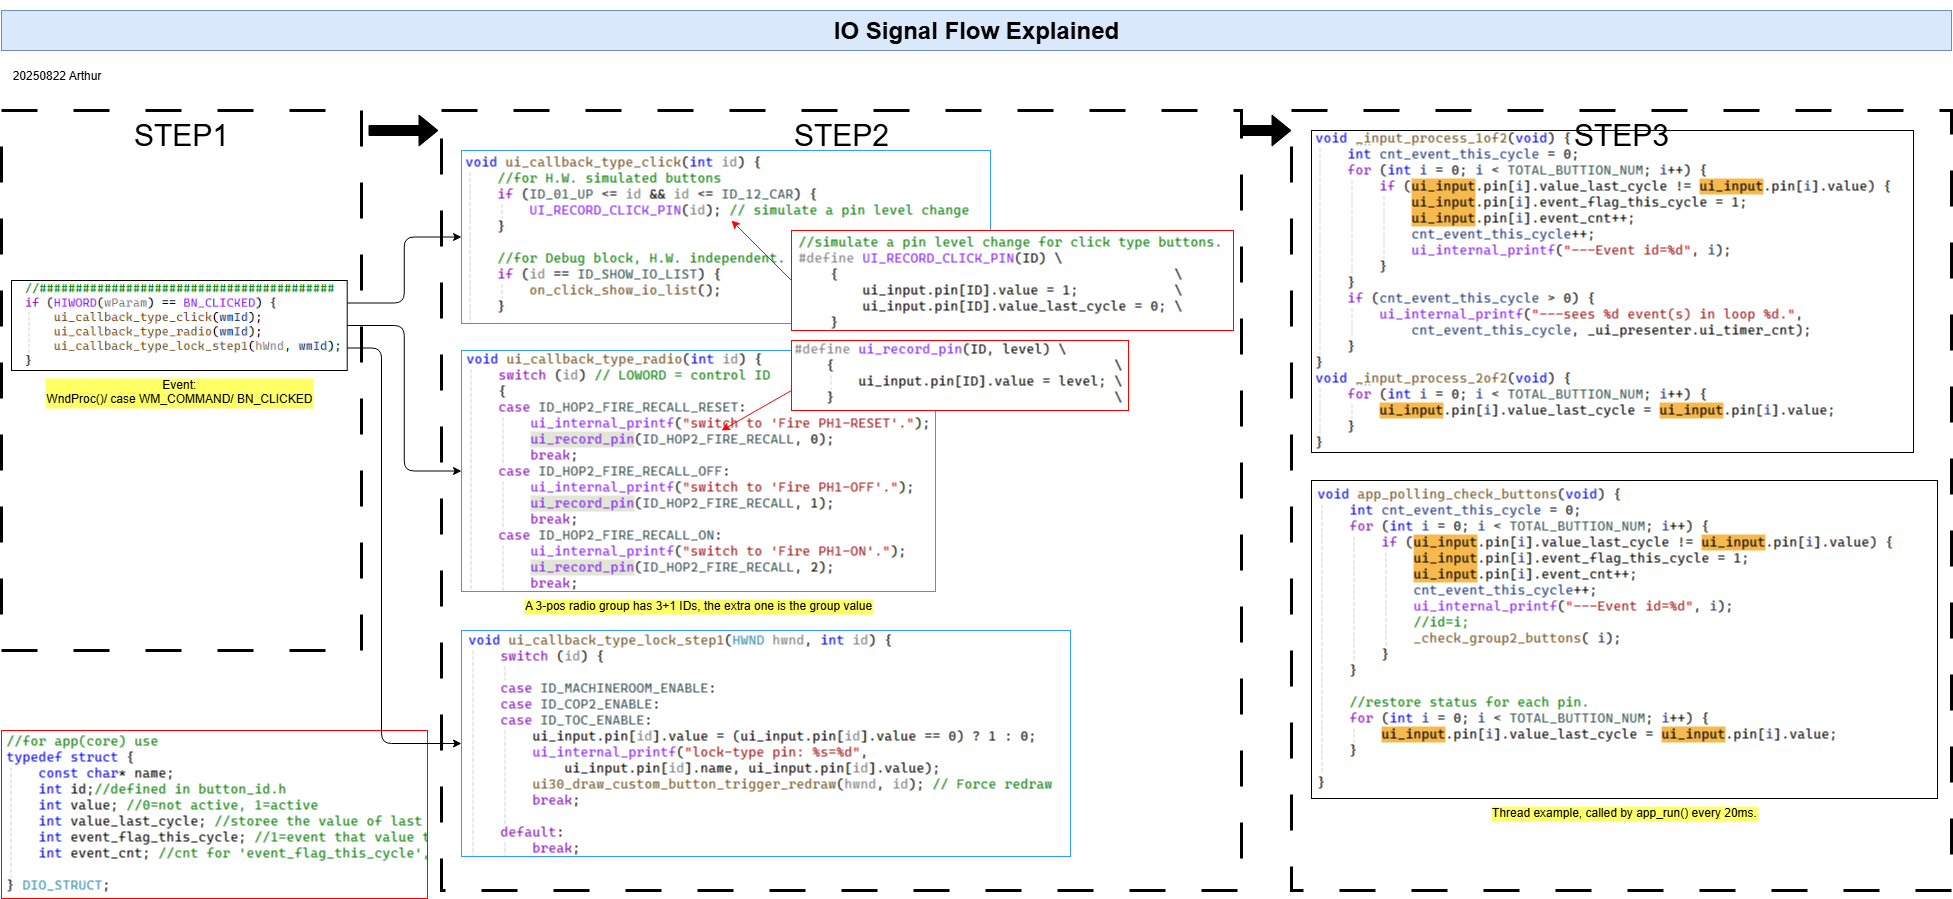 IO Signal Flow Explained
20250822 Arthur
STEP1
//#########################################
if (HIWORD(wParam) == BN_CLICKED) {
ui_callback_type_click(wmId);
ui_callback_type_radio(wmId);
ui_callback_type_lock_step1(hWnd, wmId);
}
Event:
WndProc()/ case WM_COMMAND/ BN_CLICKED
//for app(core) use
typedef struct {
const char* name;
int id;//defined in button_id.h
int value; //0=not active, 1=active
int value_last_cycle; //storee the value of last
int event_flag_this_cycle; //1=event that value t
int event_cnt; //cnt for 'event_flag_this_cycle',
} DIO_STRUCT;
STEP2
void ui_callback_type_click(int id) {
//for H.W. simulated buttons
if (ID_01_UP <= id && id <= ID_12_CAR) {
UI_RECORD_CLICK_PIN(id); // simulate a pin level change
}
//for Debug block, H.W. independent.
if (id == ID_SHOW_IO_LIST) {
on_click_show_io_list();
}
//simulate a pin level change for click type buttons.
#define UI_RECORD_CLICK_PIN(ID) \
{ \
ui_input.pin[ID].value = 1; \
ui_input.pin[ID].value_last_cycle = 0; \
}
void ui_callback_type_radio(int id) {
switch (id) // LOWORD = control ID
{
case ID_HOP2_FIRE_RECALL_RESET:
ui_internal_printf("switch to 'Fire PH1-RESET'.");
ui_record_pin(ID_HOP2_FIRE_RECALL, 0);
break;
case ID_HOP2_FIRE_RECALL_OFF:
ui_internal_printf("switch to 'Fire PH1-OFF'.");
ui_record_pin(ID_HOP2_FIRE_RECALL, 1);
break;
case ID_HOP2_FIRE_RECALL_ON:
ui_internal_printf("switch to 'Fire PH1-ON'.");
ui_record_pin(ID_HOP2_FIRE_RECALL, 2);
break;
#define ui_record_pin(ID, level) \
{ \
ui_input.pin[ID].value = level; \
} \
A 3-pos radio group has 3+1 IDs, the extra one is the group value
void ui_callback_type_lock_step1(HWND hwnd, int id) {
switch (id) {
case ID_MACHINEROOM_ENABLE:
case ID_COP2_ENABLE:
case ID_TOC_ENABLE:
ui_input.pin[id].value = (ui_input.pin[id].value == 0) ? 1 : 0;
ui_internal_printf("lock-type pin: %s=%d",
ui_input.pin[id].name, ui_input.pin[id].value);
ui30_draw_custom_button_trigger_redraw(hwnd, id); // Force redraw
break;
default:
break;
STEP3
void _input_process_1of2(void) {
int cnt_event_this_cycle = 0;
for (int i = 0; i < TOTAL_BUTTION_NUM; i++) {
if (ui_input.pin[i].value_last_cycle != ui_input.pin[i].value) {
ui_input.pin[i].event_flag_this_cycle = 1;
ui_input.pin[i].event_cnt++;
cnt_event_this_cycle++;
ui_internal_printf("---Event id=%d", i);
}
}
if (cnt_event_this_cycle > 0) {
ui_internal_printf("---sees %d event(s) in loop %d.",
cnt_event_this_cycle, _ui_presenter.ui_timer_cnt);
}
}
void _input_process_2of2(void) {
for (int i = 0; i < TOTAL_BUTTION_NUM; i++) {
ui_input.pin[i].value_last_cycle = ui_input.pin[i].value;
}
}
void app_polling_check_buttons(void) {
int cnt_event_this_cycle = 0;
for (int i = 0; i < TOTAL_BUTTION_NUM; i++) {
if (ui_input.pin[i].value_last_cycle != ui_input.pin[i].value) {
ui_input.pin[i].event_flag_this_cycle = 1;
ui_input.pin[i].event_cnt++;
cnt_event_this_cycle++;
ui_internal_printf("---Event id=%d", i);
//id=i;
_check_group2_buttons( i);
}
}
//restore status for each pin.
for (int i = 0; i < TOTAL_BUTTION_NUM; i++) {
ui_input.pin[i].value_last_cycle = ui_input.pin[i].value;
}
}
Thread example, called by app_run() every 20ms.